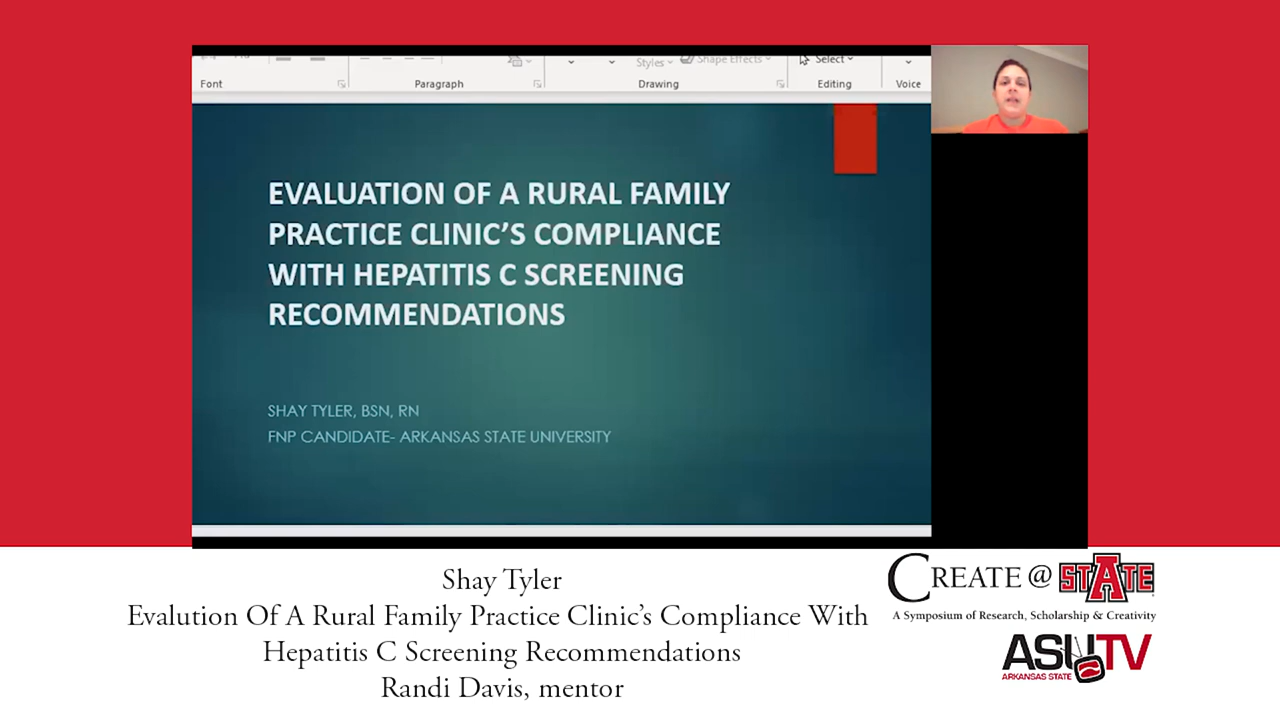 Styles
Shape Effects
Select
Font
Paragraph
Drawing
Editing
Voice
EVALUATION OF A RURAL FAMILY
PRACTICE CLINIC'S COMPLIANCE
WITH HEPATITIS C SCREENING
RECOMMENDATIONS
SHAY TYLER, BSN, RN
FNP CANDIDATE- ARKANSAS STATE UNIVERSITY
Shay Tyler
Evalution Of A Rural Family Practice Clinic's Compliance With
Hepatitis C Screening Recommendations
Randi Davis, mentor
CREATE @ STATE
A Symposium of Research, Scholarship & Creativity
ASU TV
ARKANSAS STATE